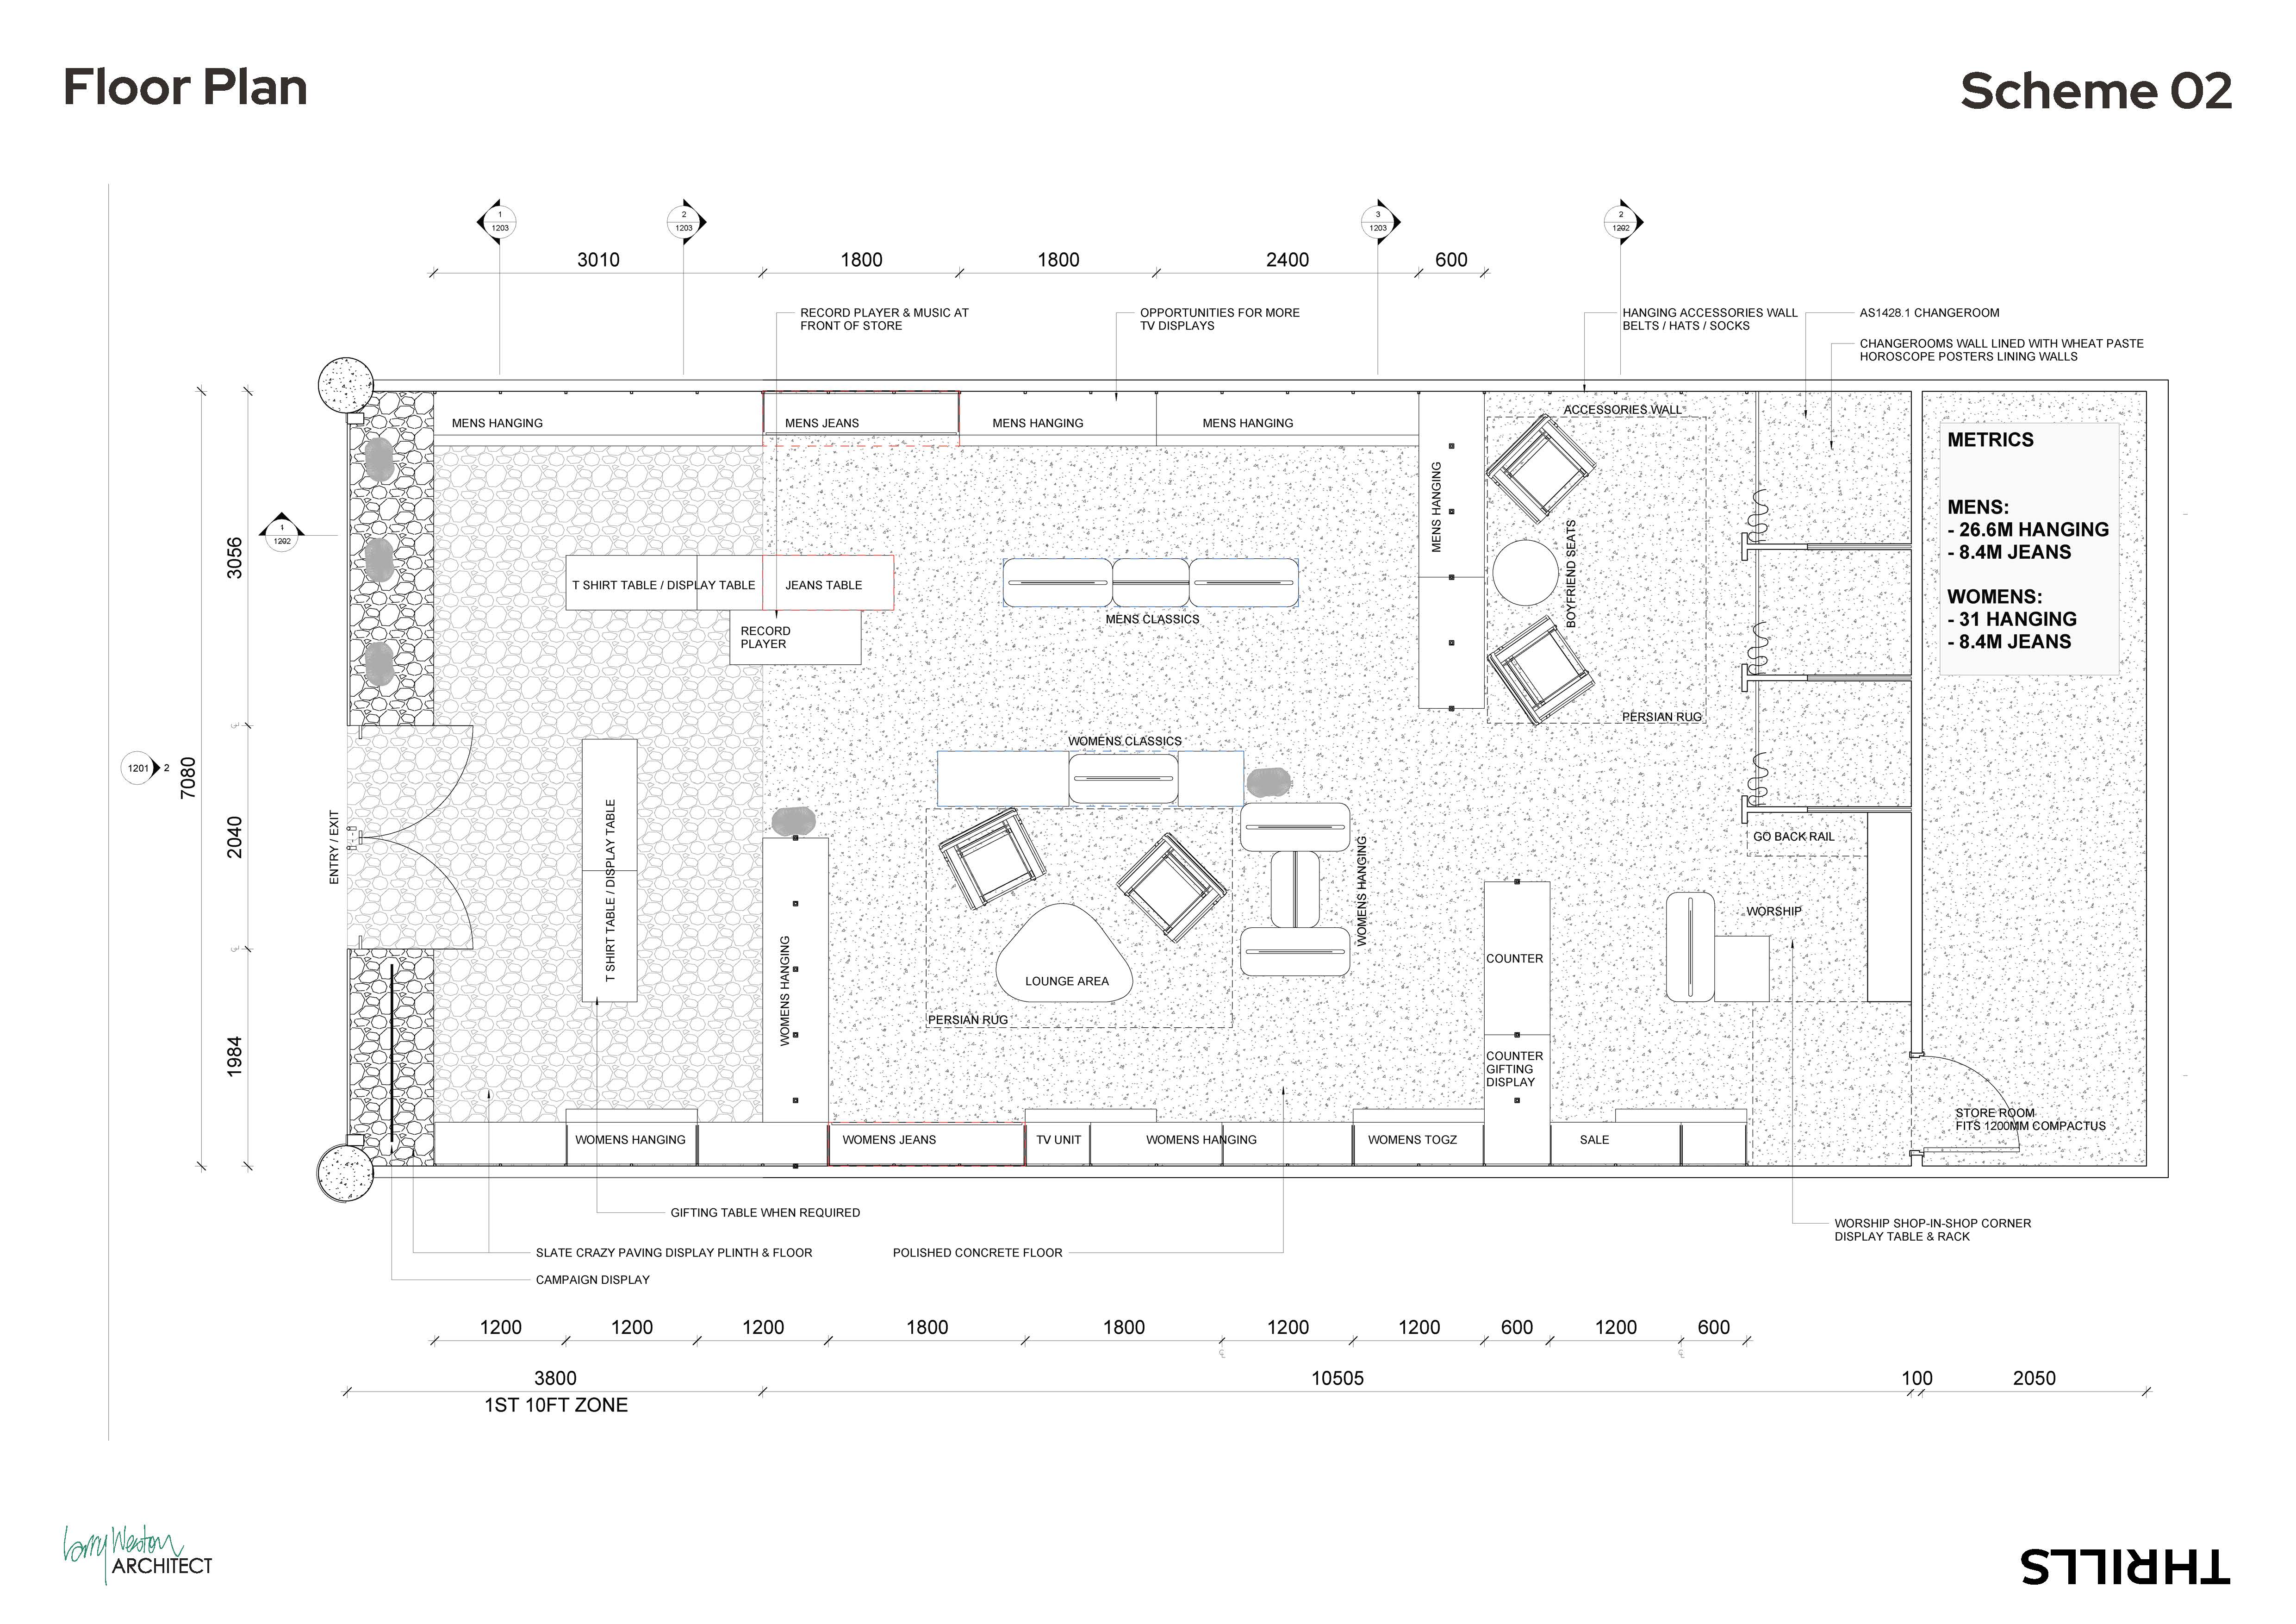 Floor Plan
Scheme 02
1
1203
2
1203
3
1203
2
1202
3010
1800
1800
2400
600
RECORD PLAYER & MUSIC AT
FRONT OF STORE
OPPORTUNITIES FOR MORE
TV DISPLAYS
HANGING ACCESSORIES WALL
BELTS / HATS / SOCKS
AS1428.1 CHANGEROOM
CHANGEROOMS WALL LINED WITH WHEAT PASTE
HOROSCOPE POSTERS LINING WALLS
MENS HANGING
MENS JEANS
MENS HANGING
MENS HANGING
ACCESSORIES WALL
METRICS
MENS:
- 26.6M HANGING
- 8.4M JEANS
WOMENS:
- 31 HANGING
- 8.4M JEANS
MENS HANGING
1
1202
3056
T SHIRT TABLE / DISPLAY TABLE
JEANS TABLE
BOYFRIEND SEATS
MENS CLASSICS
RECORD
PLAYER
PERSIAN RUG
WOMENS CLASSICS
1201
2
7080
2040
ENTRY / EXIT
T SHIRT TABLE / DISPLAY TABLE
GO BACK RAIL
WOMENS HANGING
WORSHIP
WOMENS HANGING
COUNTER
LOUNGE AREA
PERSIAN RUG
1984
COUNTER
GIFTING
DISPLAY
STORE ROOM
FITS 1200MM COMPACTUS
WOMENS HANGING
WOMENS JEANS
TV UNIT
WOMENS HANGING
WOMENS TOGZ
SALE
GIFTING TABLE WHEN REQUIRED
WORSHIP SHOP-IN-SHOP CORNER
DISPLAY TABLE & RACK
SLATE CRAZY PAVING DISPLAY PLINTH & FLOOR
POLISHED CONCRETE FLOOR
CAMPAIGN DISPLAY
1200
1200
1200
1800
1800
1200
1200
600
1200
600
3800
10505
100
2050
1ST 10FT ZONE
Larry Weston
ARCHITECT
THRILLS